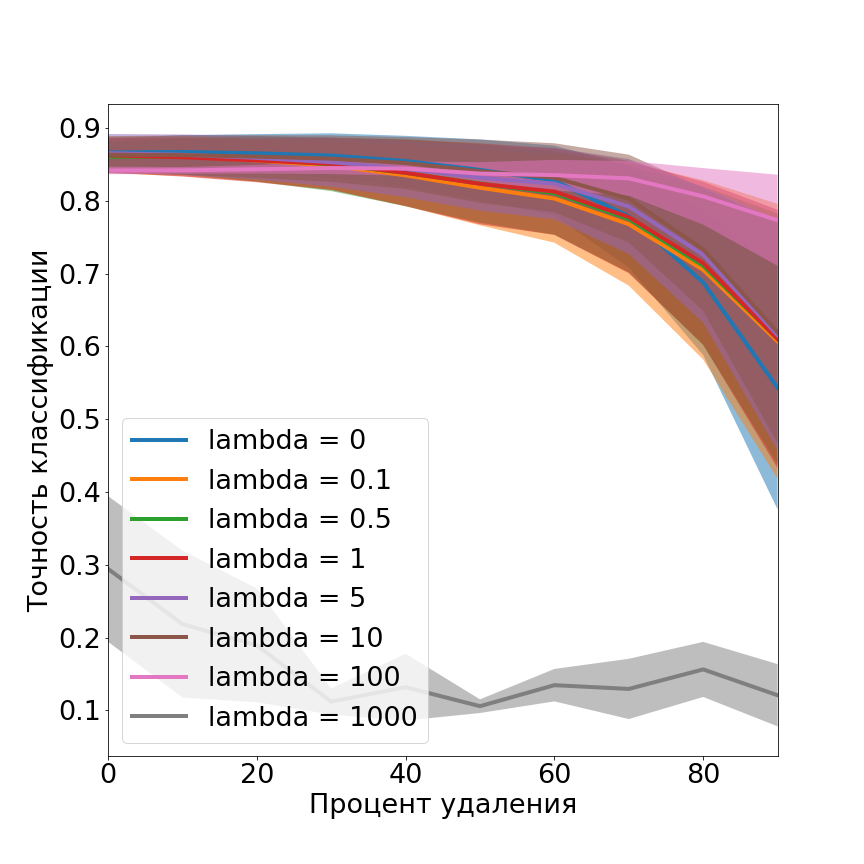 0.9
0.8
0.7
0.6
0.5
0.4
0.3
0.2
0.1
Точность классификации
lambda = 0
lambda = 0.1
lambda = 0.5
lambda = 1
lambda = 5
lambda = 10
lambda = 100
lambda = 1000
0 20 40 60 80
Процент удаления